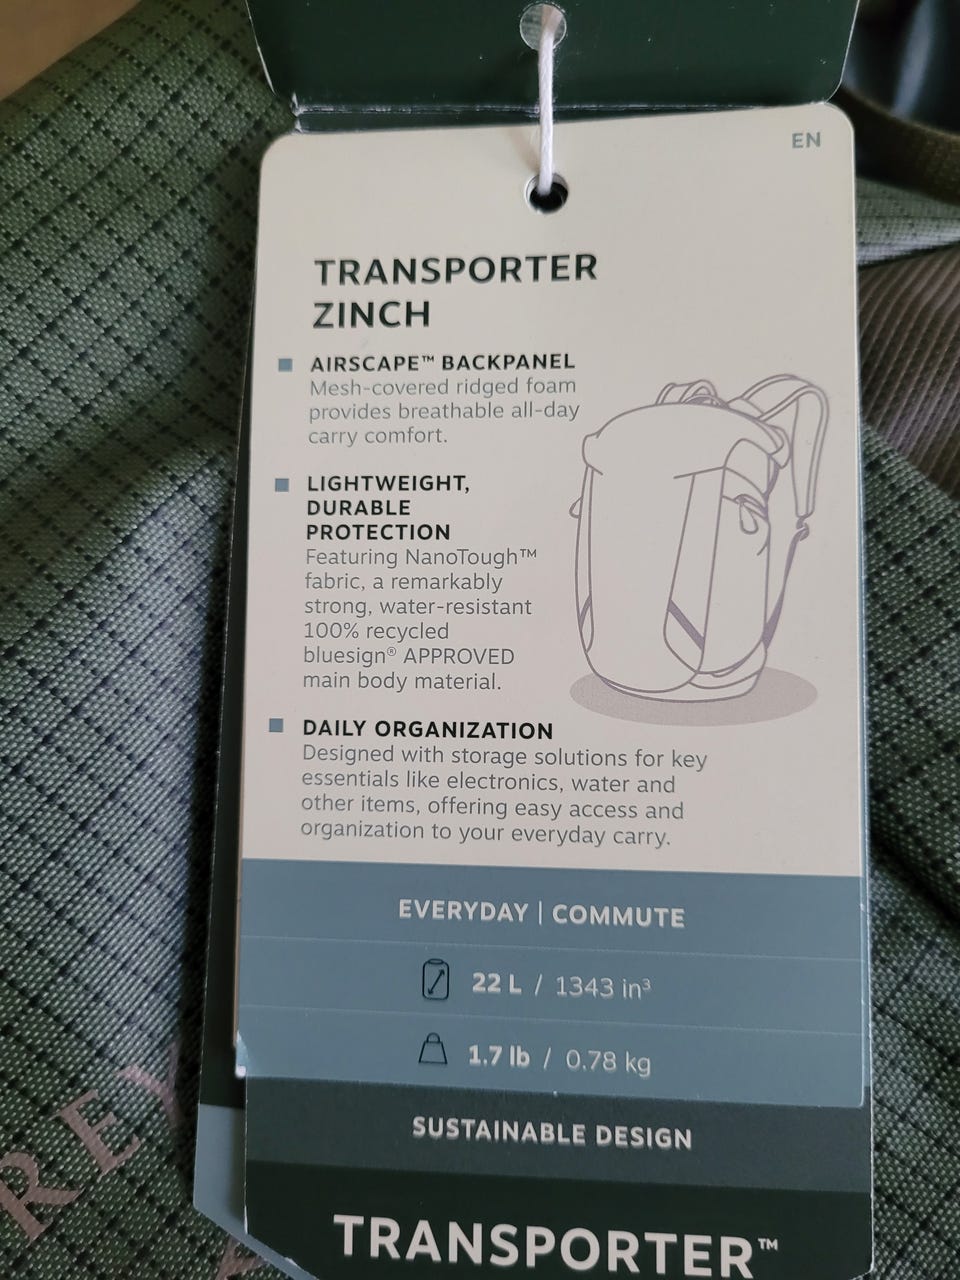 EN
TRANSPORTER
ZINCH
AIRSCAPE™ BACKPANEL
Mesh-covered ridged foam
provides breathable all-day
carry comfort.
LIGHTWEIGHT,
DURABLE
PROTECTION
Featuring NanoTough™
fabric, a remarkably
strong, water-resistant
100% recycled
bluesign® APPROVED
main body material.
DAILY ORGANIZATION
Designed with storage solutions for key
essentials like electronics, water and
other items, offering easy access and
organization to your everyday carry.
EVERYDAY | COMMUTE
22 L / 1343 in³
1.7 lb / 0.78 kg
SUSTAINABLE DESIGN
TRANSPORTER™
REY